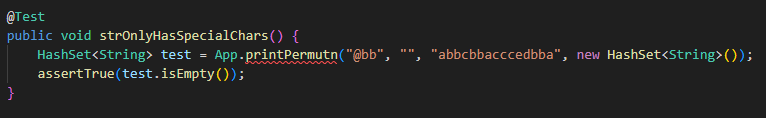 @Test
public void strOnlyHasSpecialChars() {
HashSet<String> test = App.printPermutn("@bb", "", "abbcbbacccedbba", new HashSet<String>());
assertTrue(test.isEmpty());
}